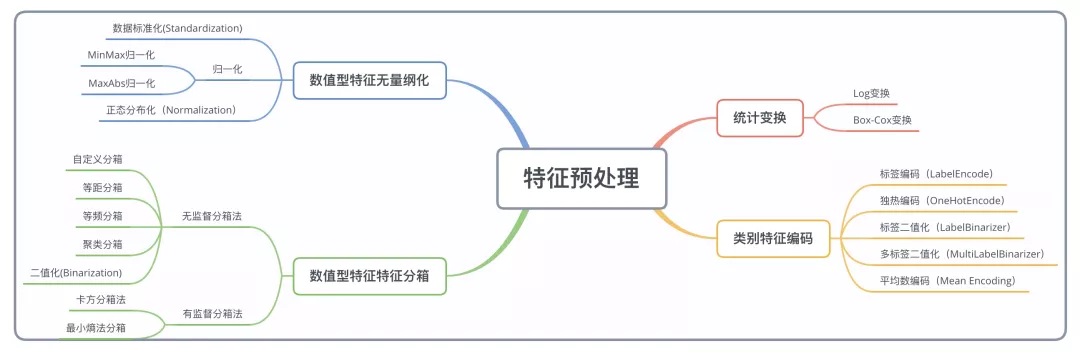 特征预处理
数值型特征无量纲化
数据标准化(Standardization)
归一化
MinMax归一化
MaxAbs归一化
正态分布化（Normalization）
数值型特征特征分箱
无监督分箱法
自定义分箱
等距分箱
等频分箱
聚类分箱
二值化(Binarization)
有监督分箱法
卡方分箱法
最小熵法分箱
统计变换
Log变换
Box-Cox变换
类别特征编码
标签编码（LabelEncode）
独热编码（OneHotEncode）
标签二值化（LabelBinarizer）
多标签二值化（MultiLabelBinarizer）
平均数编码（Mean Encoding）